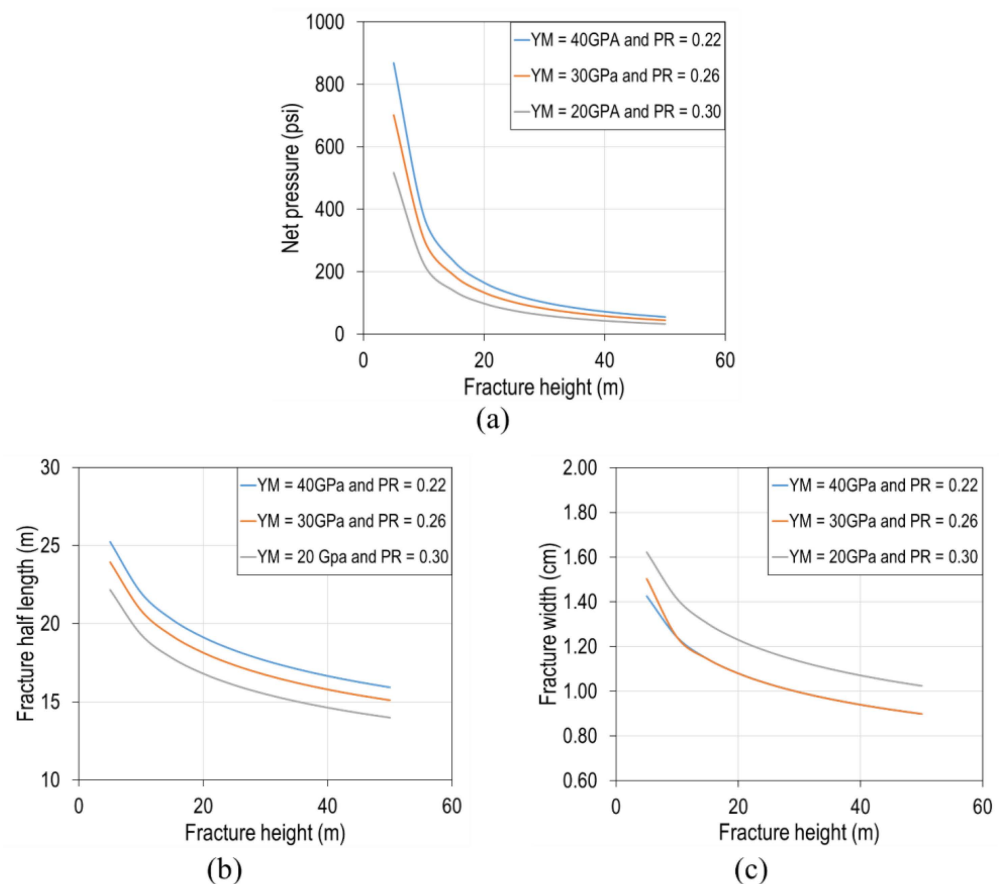 1000
800
600
400
200
0
Net pressure (psi)
YM = 40GPA and PR = 0.22
YM = 30GPa and PR = 0.26
YM = 20GPA and PR = 0.30
0 20 40 60
Fracture height (m)
(a)
30
25
20
15
10
Fracture half length (m)
YM = 40GPa and PR = 0.22
YM = 30GPa and PR = 0.26
YM = 20 Gpa and PR = 0.30
0 20 40 60
Fracture height (m)
(b)
2.00
1.80
1.60
1.40
1.20
1.00
0.80
0.60
Fracture width (cm)
YM = 40GPa and PR = 0.22
YM = 30GPa and PR = 0.26
YM = 20GPa and PR = 0.30
0 20 40 60
Fracture height (m)
(c)